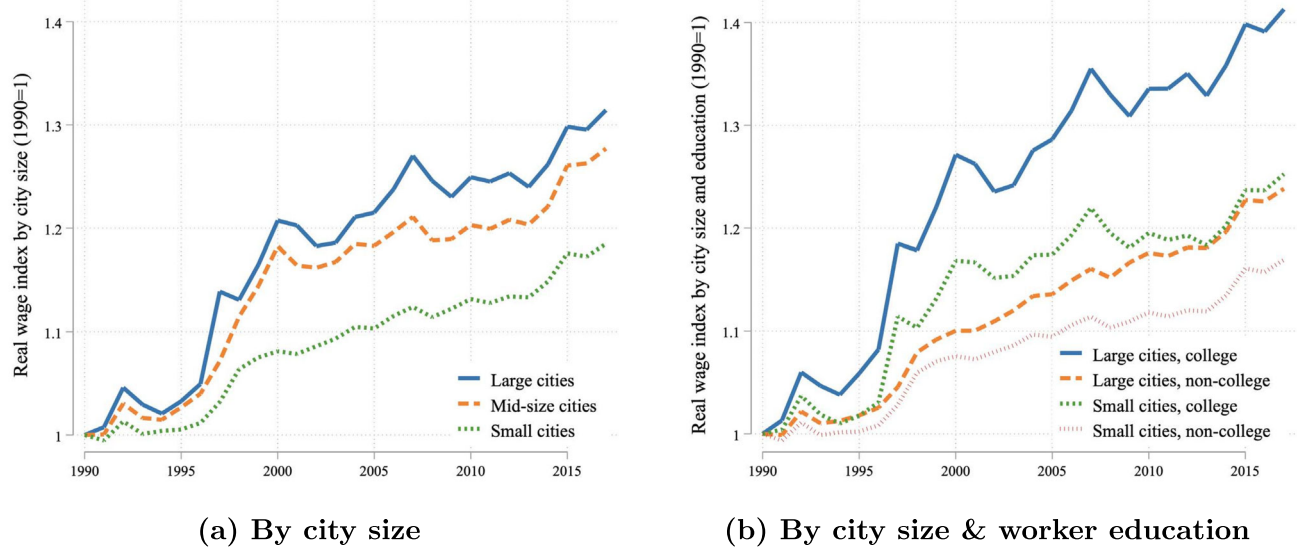 Real wage index by city size (1990=1)
1.4
1.3
1.2
1.1
1
1990 1995 2000 2005 2010 2015
Large cities
Mid-size cities
Small cities
(a) By city size
Real wage index by city size and education (1990=1)
1.4
1.3
1.2
1.1
1
1990 1995 2000 2005 2010 2015
Large cities, college
Large cities, non-college
Small cities, college
Small cities, non-college
(b) By city size & worker education